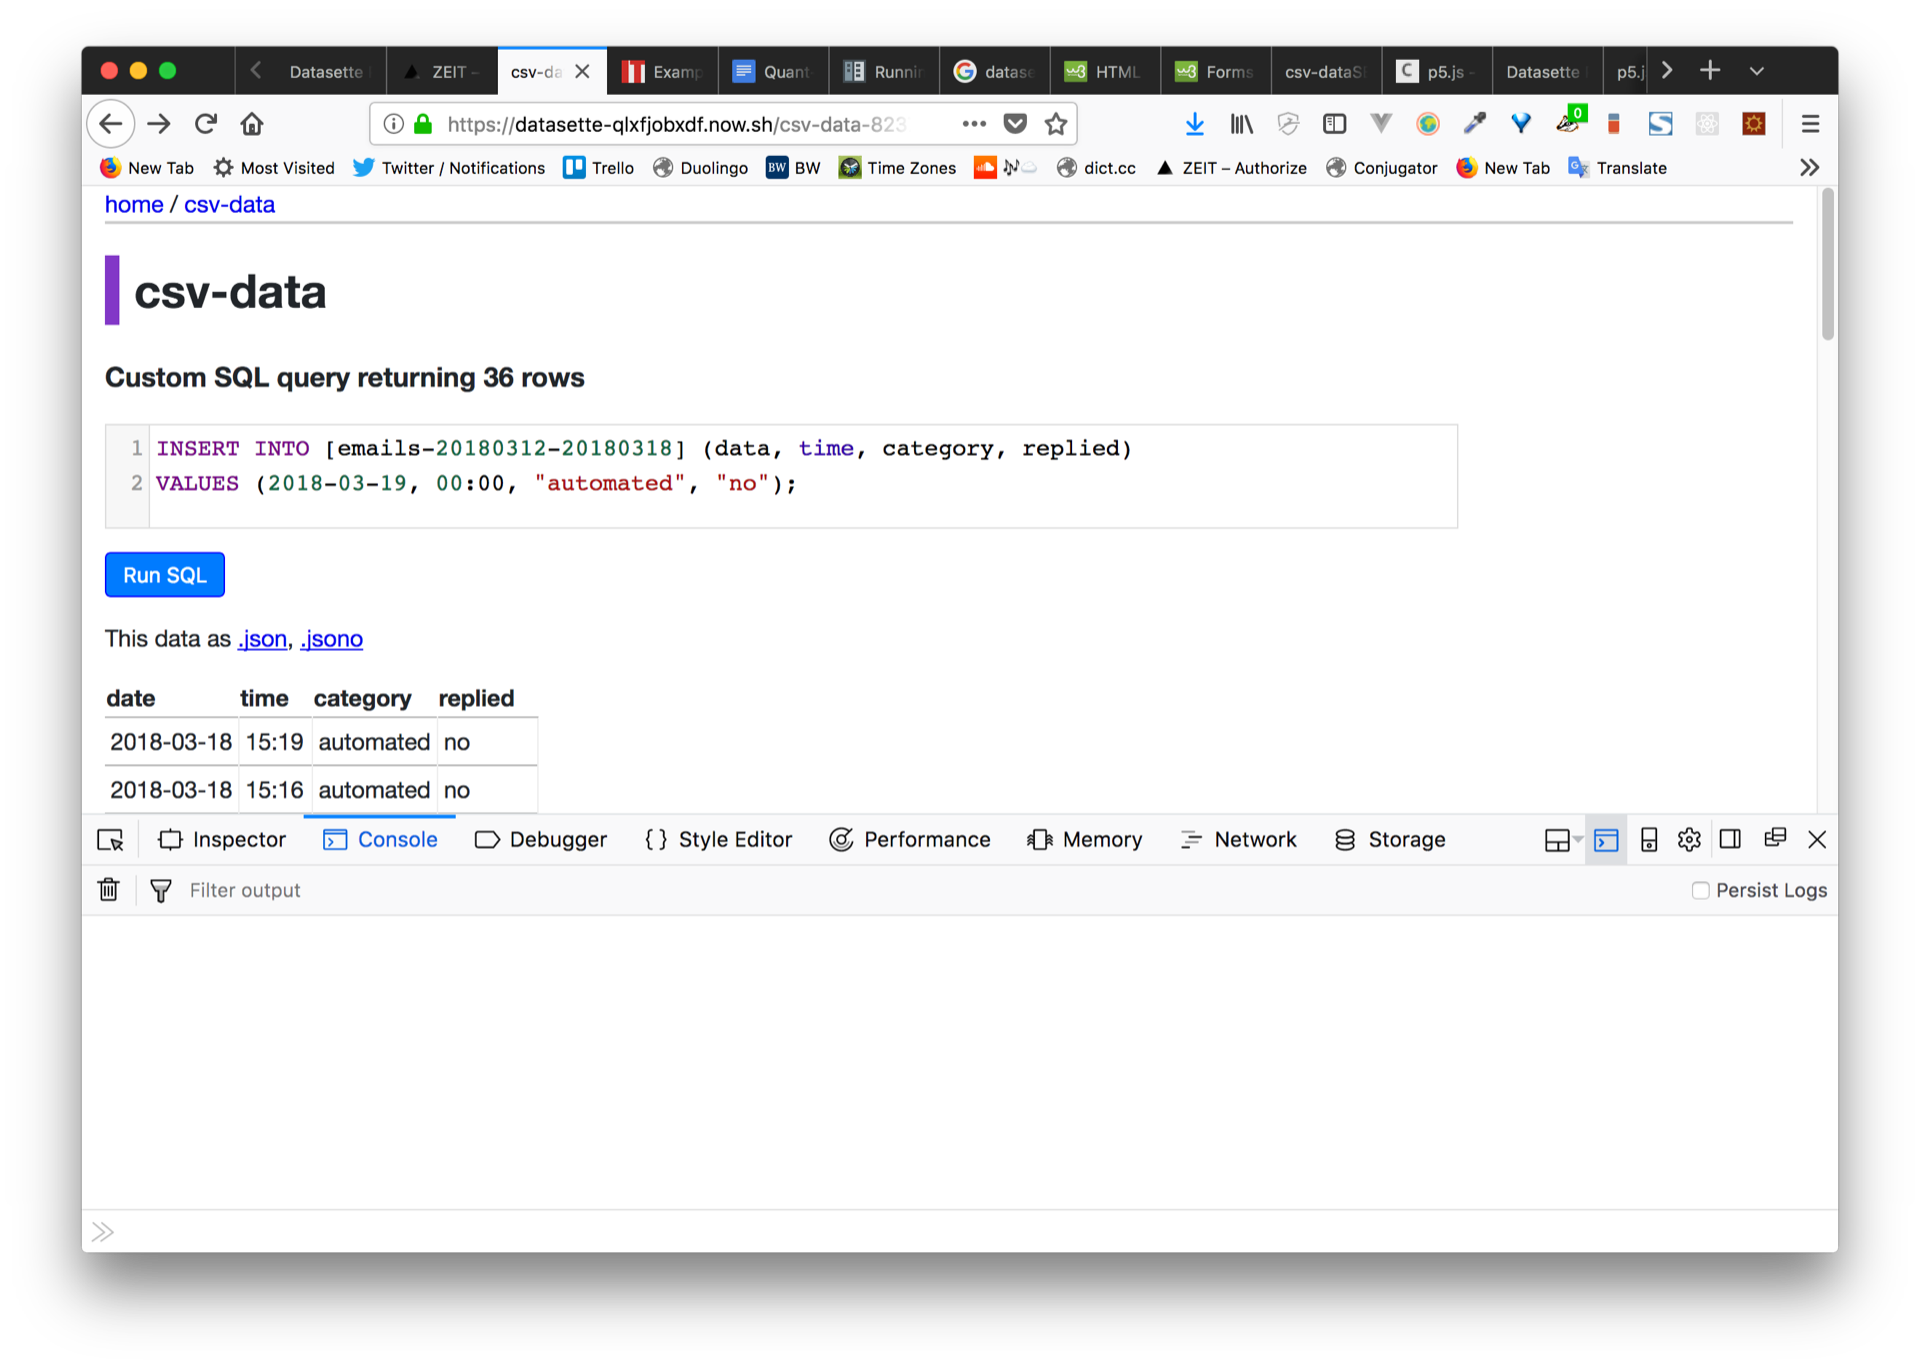 Datasette
ZEIT –
csv-da
Examp
Quant
Runnin
datase
HTML
Forms
csv-dataS
C p5.js -
Datasette
p5.j
https://datasette-qlxfjobxdf.now.sh/csv-data-823
0
New Tab
Most Visited
Twitter / Notifications
Trello
Duolingo
BW BW
Time Zones
dict.cc
ZEIT – Authorize
Conjugator
New Tab
Translate
home / csv-data
csv-data
Custom SQL query returning 36 rows
1 INSERT INTO [emails-20180312-20180318] (data, time, category, replied)
2 VALUES (2018-03-19, 00:00, "automated", "no");
Run SQL
This data as .json, .jsono
date time category replied
2018-03-18 15:19 automated no
2018-03-18 15:16 automated no
Inspector Console Debugger { } Style Editor Performance Memory Network Storage
Filter output
Persist Logs